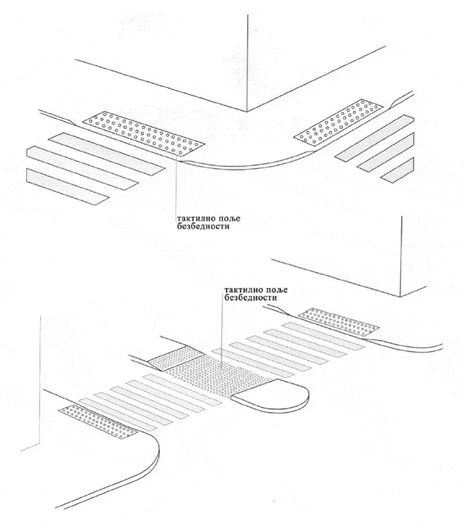 тактилно поље
безбедности
тактилно поље
безбедности